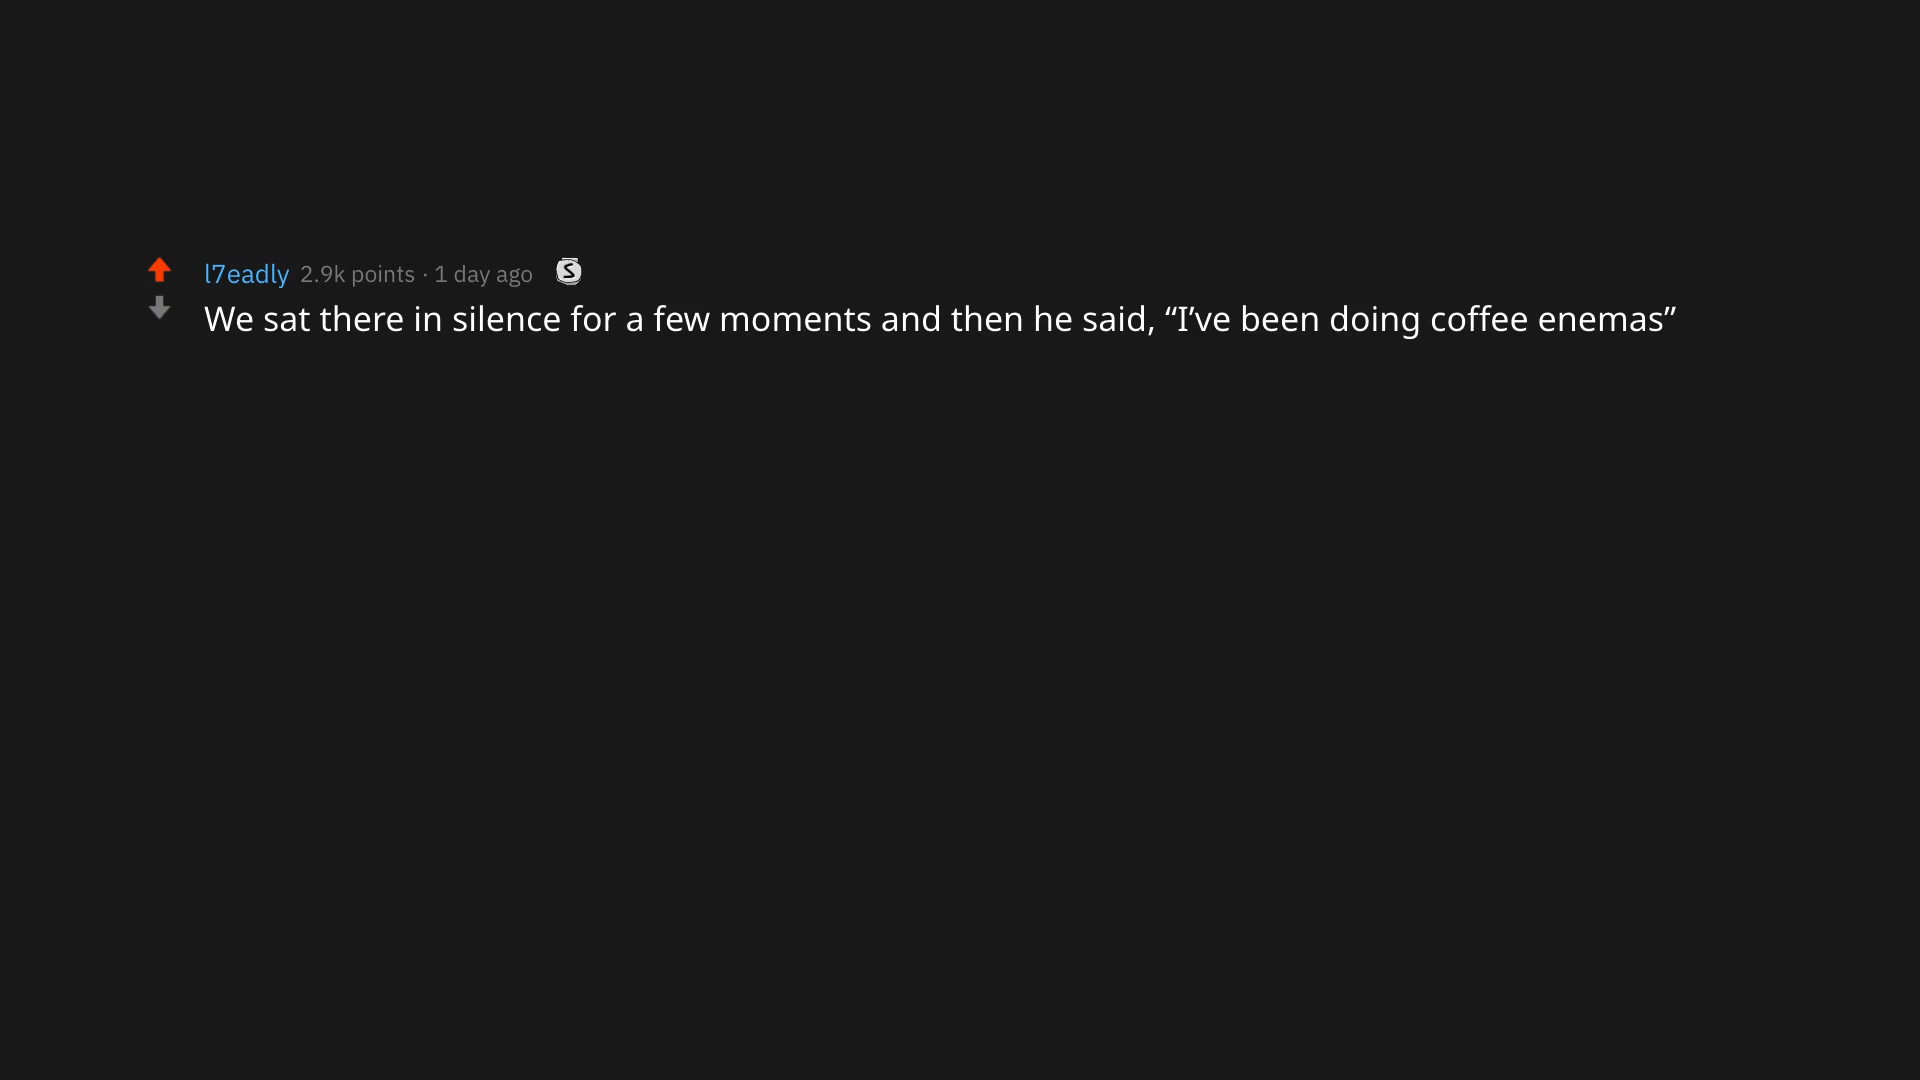 l7eadly 2.9k points · 1 day ago S
We sat there in silence for a few moments and then he said, “I’ve been doing coffee enemas”